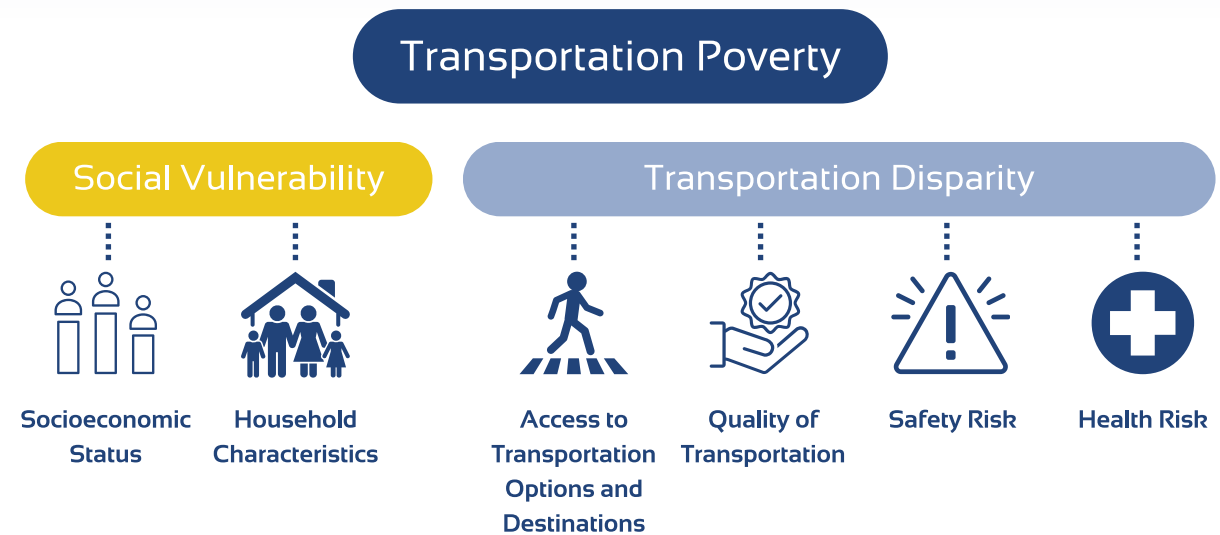 Transportation Poverty
Social Vulnerability
Transportation Disparity
Socioeconomic
Status
Household
Characteristics
Access to
Transportation
Options and
Destinations
Quality of
Transportation
Safety Risk
Health Risk